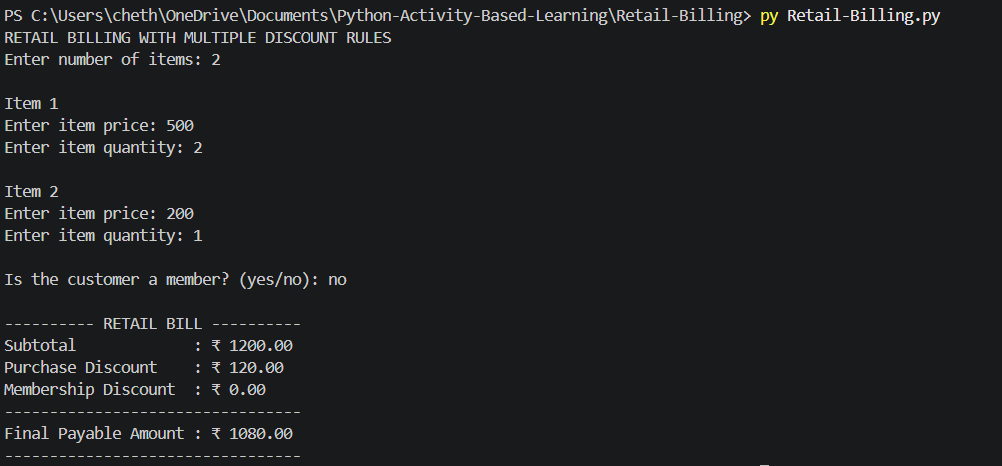 PS C:\Users\cheth\OneDrive\Documents\Python-Activity-Based-Learning\Retail-Billing> py Retail-Billing.py
RETAIL BILLING WITH MULTIPLE DISCOUNT RULES
Enter number of items: 2
Item 1
Enter item price: 500
Enter item quantity: 2
Item 2
Enter item price: 200
Enter item quantity: 1
Is the customer a member? (yes/no): no
---------- RETAIL BILL ----------
Subtotal             : ₹ 1200.00
Purchase Discount    : ₹ 120.00
Membership Discount  : ₹ 0.00
---------------------------------
Final Payable Amount : ₹ 1080.00
---------------------------------